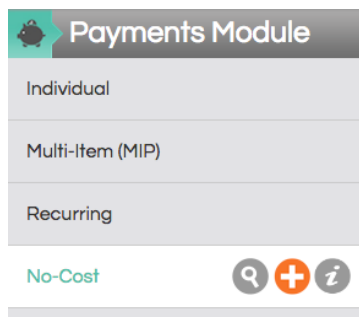 Payments Module
Individual
Multi-Item (MIP)
Recurring
No-Cost